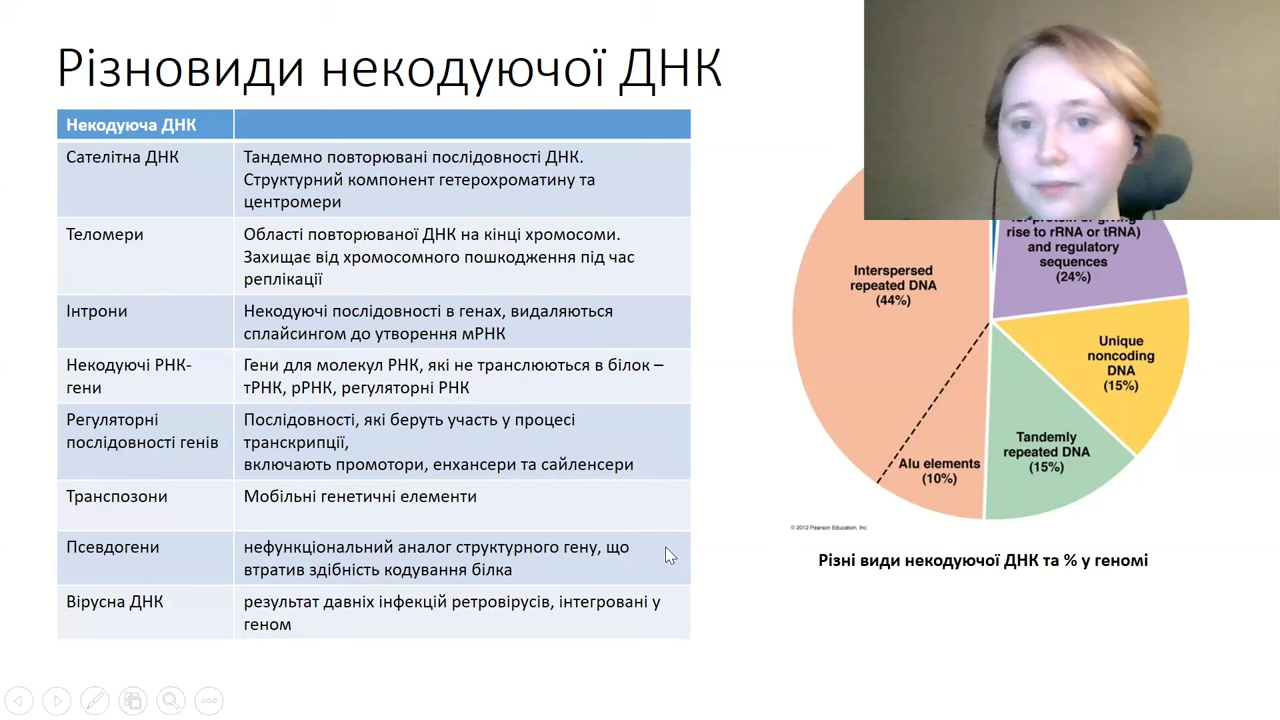 Різновиди некодуючої ДНК
Некодуюча ДНК
Сателітна ДНК
Тандемно повторювані послідовності ДНК.
Структурний компонент гетерохроматину та
центромери
Теломери
Області повторюваної ДНК на кінці хромосоми.
Захищає від хромосомного пошкодження під час
реплікації
Інтрони
Некодуючі послідовності в генах, видаляються
сплайсингом до утворення мРНК
Некодуючі РНК-
гени
Гени для молекул РНК, які не транслюються в білок –
тРНК, рРНК, регуляторні РНК
Регуляторні
послідовності генів
Послідовності, які беруть участь у процесі
транскрипції,
включають промотори, енхансери та сайленсери
Транспозони
Мобільні генетичні елементи
Псевдогени
нефункціональний аналог структурного гену, що
втратив здібність кодування білка
Вірусна ДНК
результат давніх інфекцій ретровірусів, інтегровані у
геном
rise to rRNA or tRNA)
and regulatory
sequences
(24%)
Interspersed
repeated DNA
(44%)
Unique
noncoding
DNA
(15%)
Tandemly
repeated DNA
(15%)
Alu elements
(10%)
© 2012 Pearson Education, Inc.
Різні види некодуючої ДНК та % у геномі